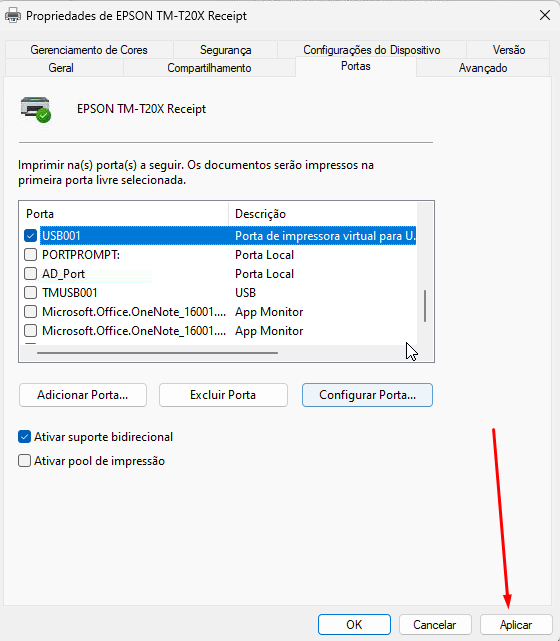 Propriedades de EPSON TM-T20X Receipt
Gerenciamento de Cores Segurança Configurações do Dispositivo Versão
Geral Compartilhamento Portas Avançado
EPSON TM-T20X Receipt
Imprimir na(s) porta(s) a seguir. Os documentos serão impressos na
primeira porta livre selecionada.
Porta Descrição
USB001 Porta de impressora virtual para U.
PORTPROMPT: Porta Local
AD_Port Porta Local
TMUSB001 USB
Microsoft.Office.OneNote_16001.... App Monitor
Microsoft.Office.OneNote_16001.... App Monitor
Adicionar Porta... Excluir Porta Configurar Porta...
Ativar suporte bidirecional
Ativar pool de impressão
OK Cancelar Aplicar